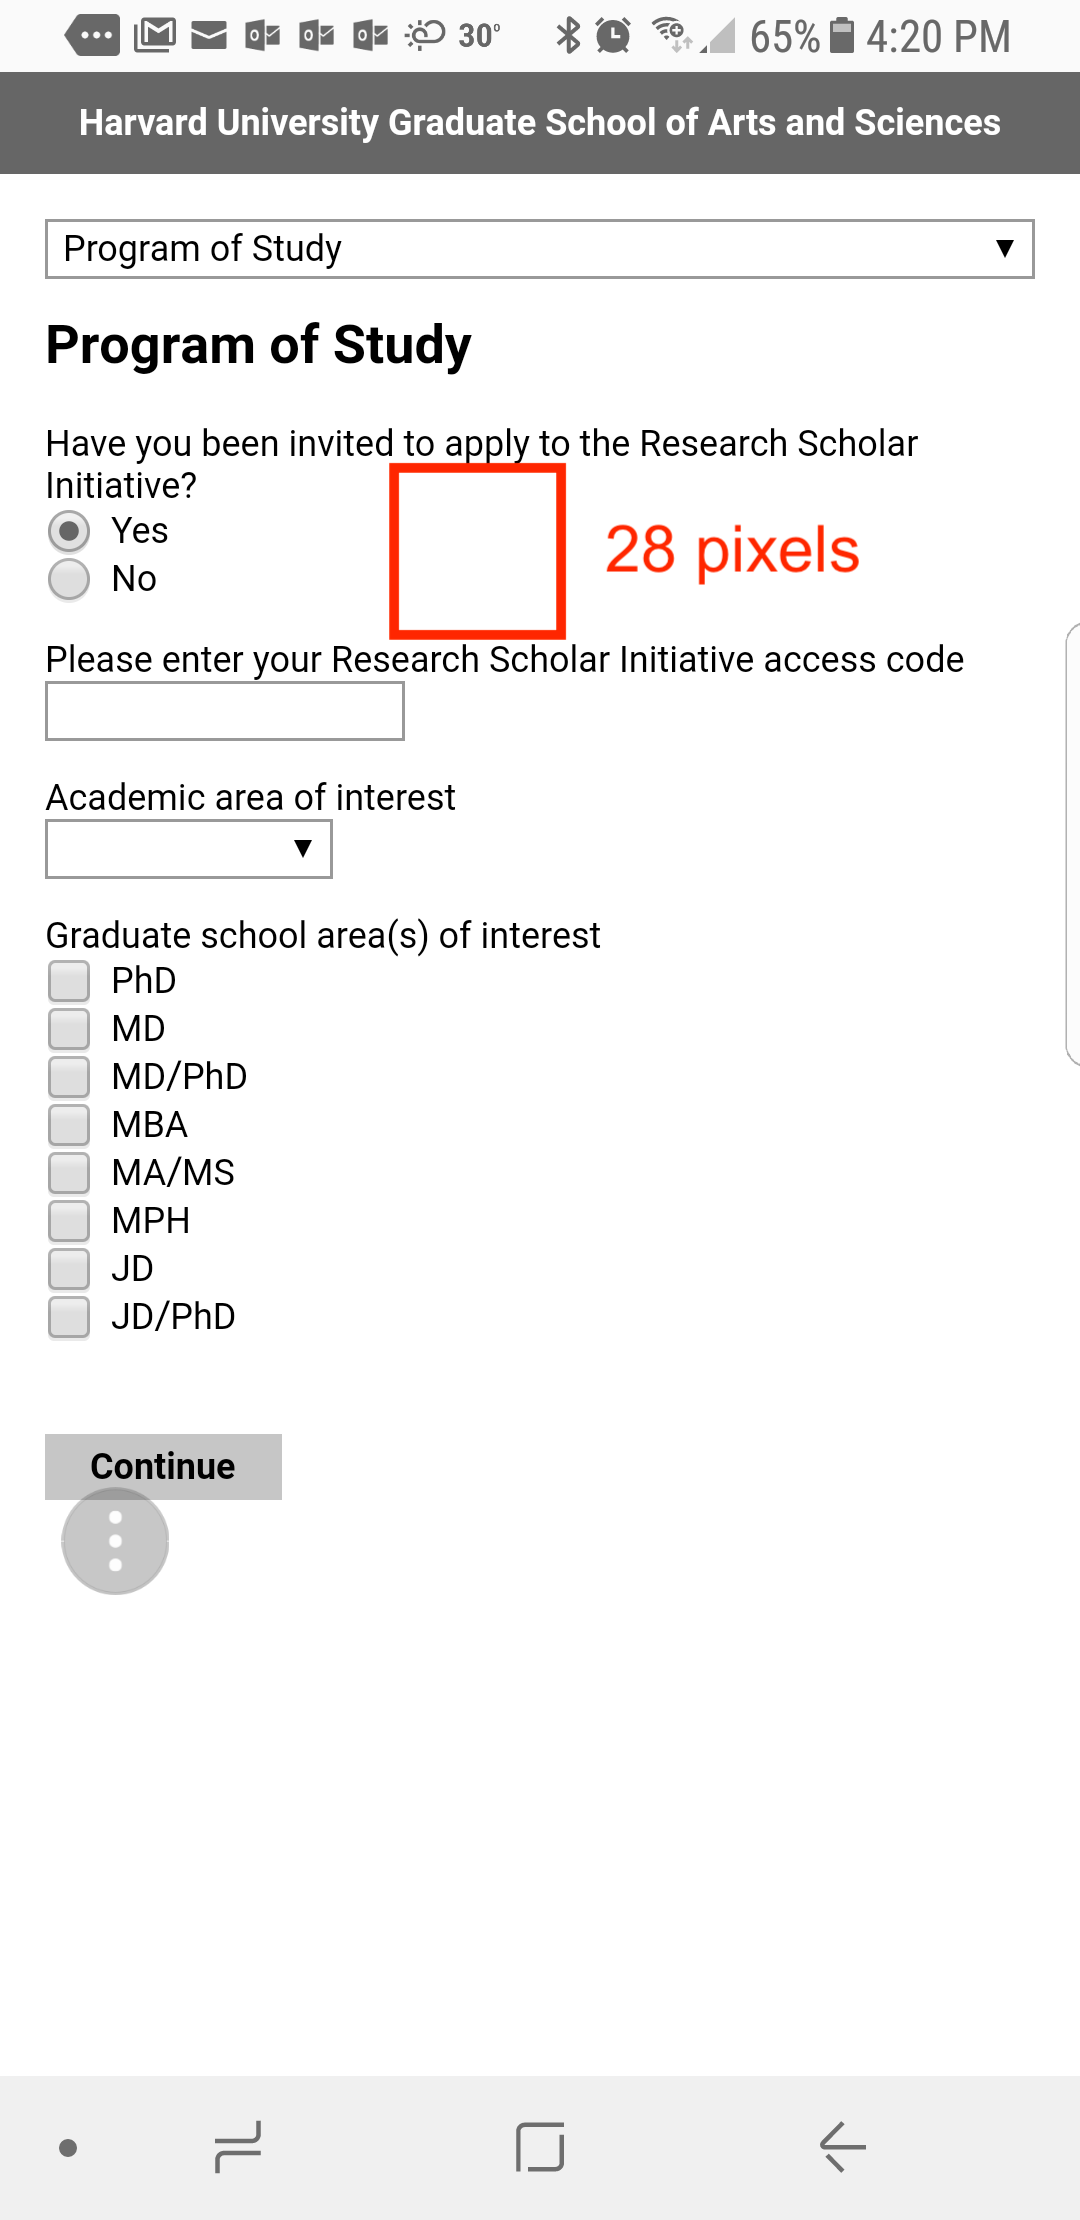 30° 65% 4:20 PM
Harvard University Graduate School of Arts and Sciences
Program of Study
Program of Study
Have you been invited to apply to the Research Scholar
Initiative?
Yes
No
28 pixels
Please enter your Research Scholar Initiative access code
Academic area of interest
Graduate school area(s) of interest
PhD
MD
MD/PhD
MBA
MA/MS
MPH
JD
JD/PhD
Continue